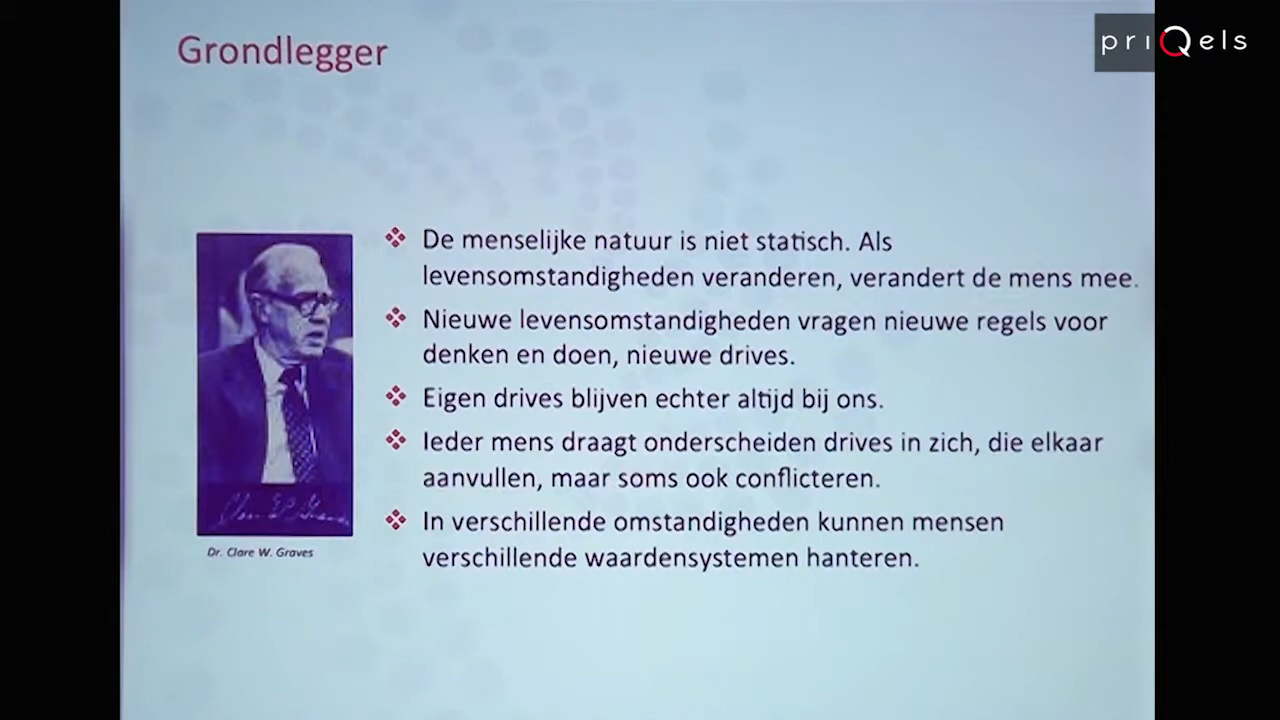 Grondlegger
priQels
De menselijke natuur is niet statisch. Als
levensomstandigheden veranderen, verandert de mens mee.
Nieuwe levensomstandigheden vragen nieuwe regels voor
denken en doen, nieuwe drives.
Eigen drives blijven echter altijd bij ons.
Ieder mens draagt onderscheiden drives in zich, die elkaar
aanvullen, maar soms ook conflicteren.
In verschillende omstandigheden kunnen mensen
verschillende waardensystemen hanteren.
Dr. Clare W. Graves